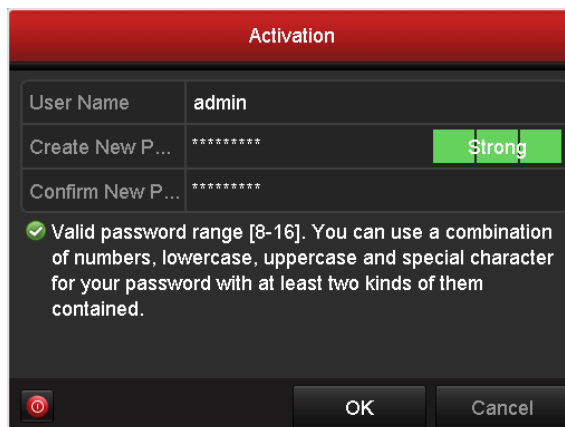 Activation
User Name admin
Create New P... ********* Strong
Confirm New P... *********
Valid password range [8-16]. You can use a combination
of numbers, lowercase, uppercase and special character
for your password with at least two kinds of them
contained.
OK Cancel